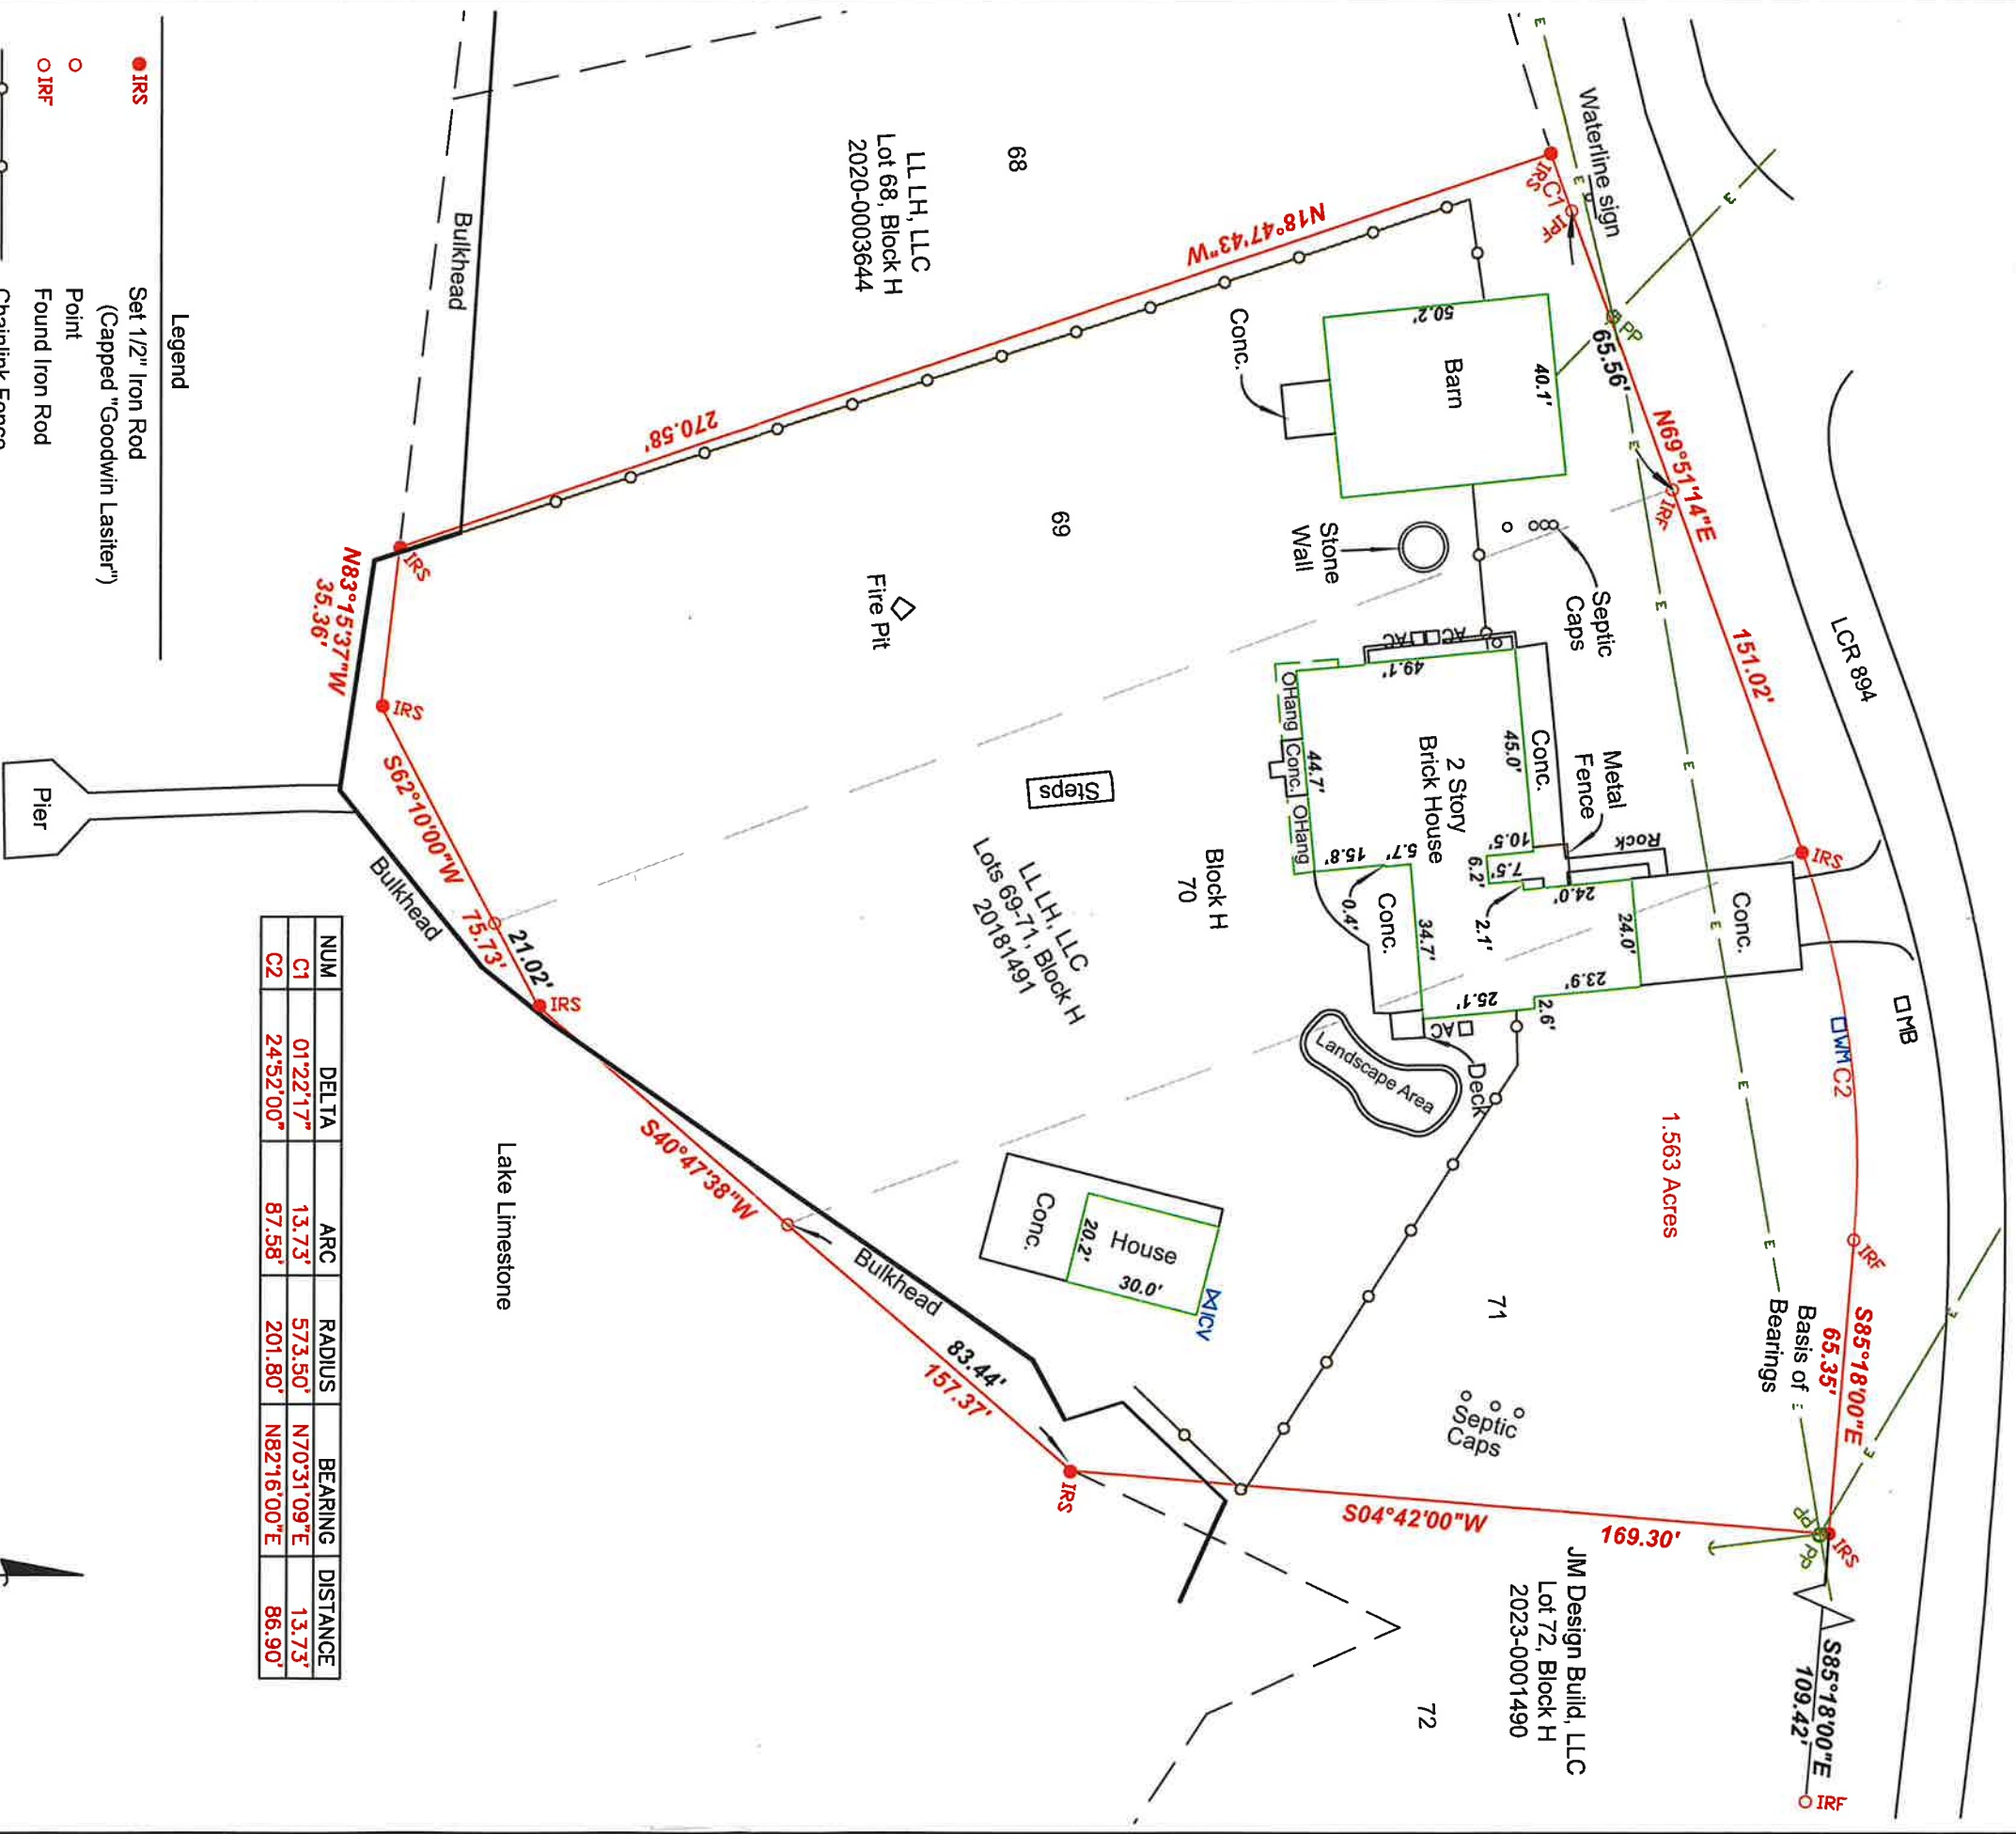 LCR 894
Waterline sign
IRS
C1
IPF
PP
65.56'
N69°51'14"E
IRF
151.02'
IRS
C2
WM
MB
IRF
S85°18'00"E
65.35'
Basis of
Bearings
PP
PP
IRS
S85°18'00"E
109.42'
IRF
68
LL LH, LLC
Lot 68, Block H
2020-0003644
N18°47'43"W
270.58'
Barn
50.2'
40.1'
Conc.
69
Stone
Wall
Septic
Caps
Fire Pit
AC
AC
49.1'
45.0'
Conc.
Metal
Fence
Rock
2 Story
Brick House
OHang
Conc.
OHang
44.7'
15.8'
5.7'
0.4'
10.5'
7.5'
6.2'
2.1'
24.0'
24.0'
Conc.
23.9'
2.6'
25.1'
34.7'
Conc.
AC
Deck
Landscape Area
Steps
Block H
70
LL LH, LLC
Lots 69-71, Block H
20181491
1.563 Acres
71
House
20.2'
30.0'
Conc.
ICV
Septic
Caps
S04°42'00"W
169.30'
JM Design Build, LLC
Lot 72, Block H
2023-0001490
72
Bulkhead
IRS
N83°15'37"W
35.36'
IRS
S62°10'00"W
75.73'
21.02'
IRS
Bulkhead
Pier
S40°47'38"W
157.37'
83.44'
Bulkhead
IRS
Lake Limestone
NUM DELTA ARC RADIUS BEARING DISTANCE
C1 01°22'17" 13.73' 573.50' N70°31'09"E 13.73'
C2 24°52'00" 87.58' 201.80' N82°16'00"E 86.90'
Legend
IRS Set 1/2" Iron Rod
(Capped "Goodwin Lasiter")
Point
IRF Found Iron Rod
Chainlink Fence
E
E
E
E
E
E
E
E
E
E
E
E